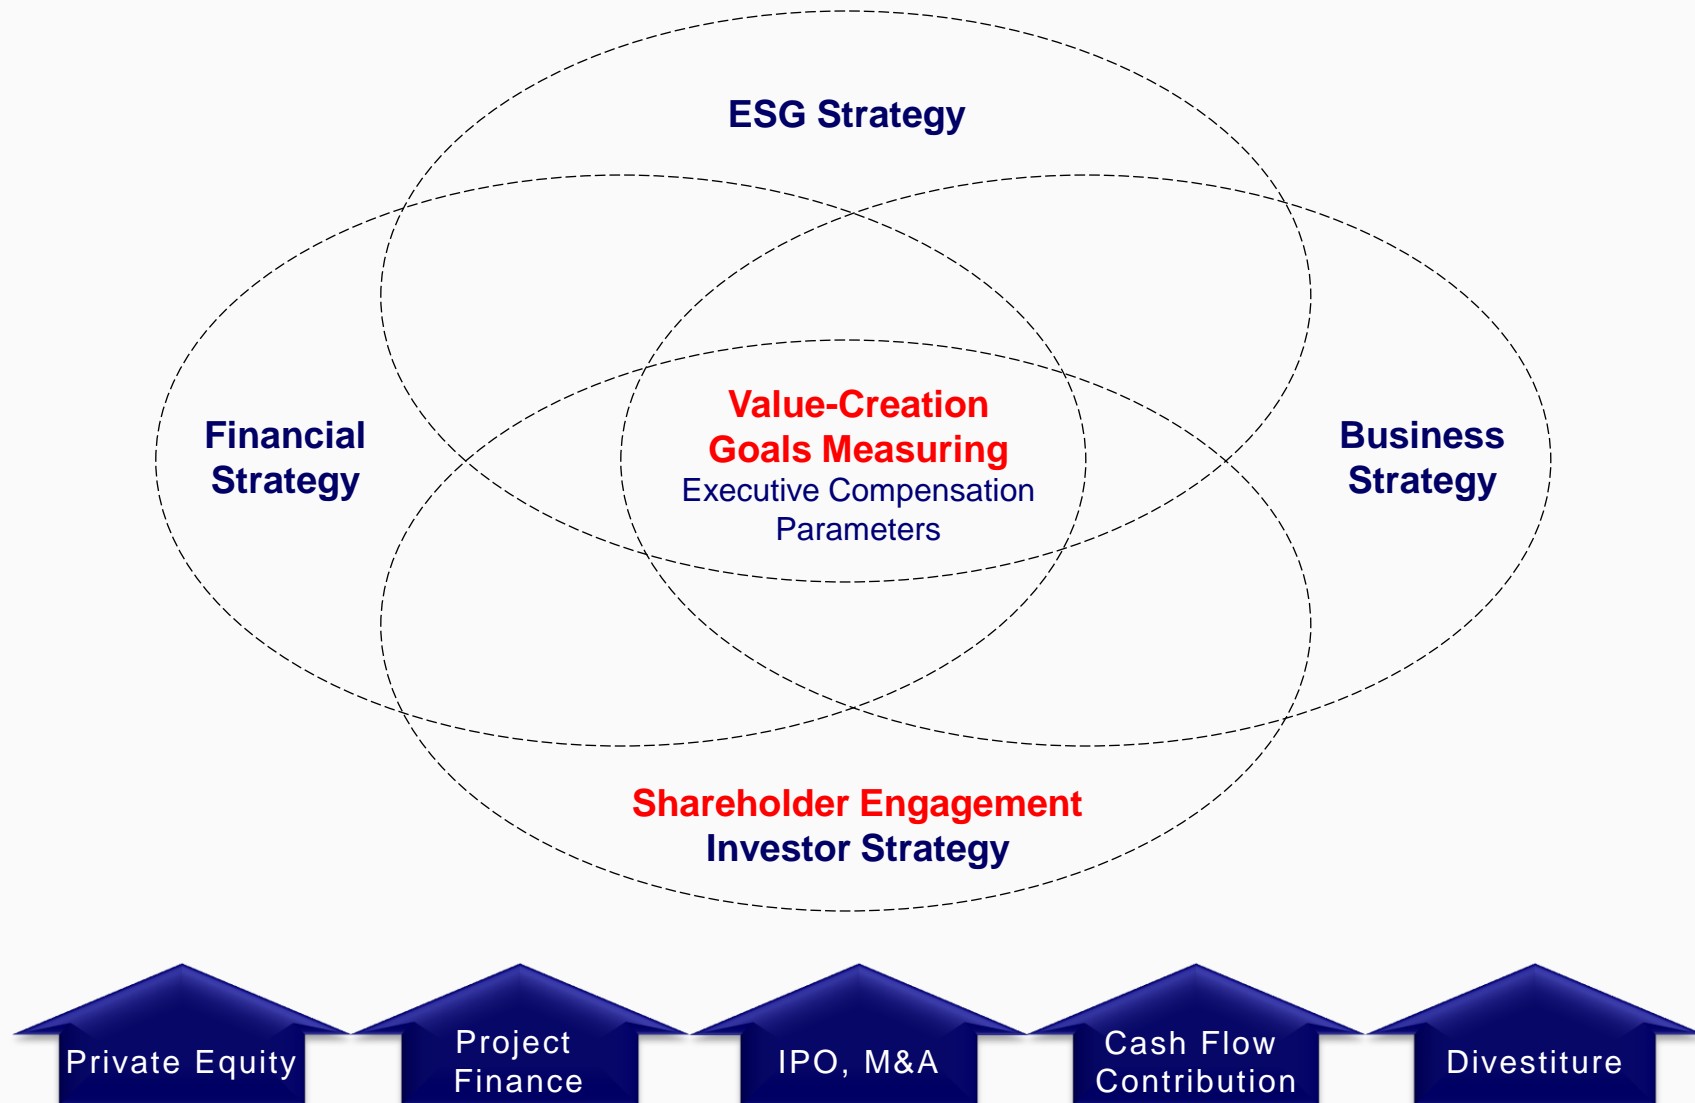 ESG Strategy
Financial
Strategy
Value-Creation
Goals Measuring
Executive Compensation
Parameters
Business
Strategy
Shareholder Engagement
Investor Strategy
Private Equity
Project
Finance
IPO, M&A
Cash Flow
Contribution
Divestiture